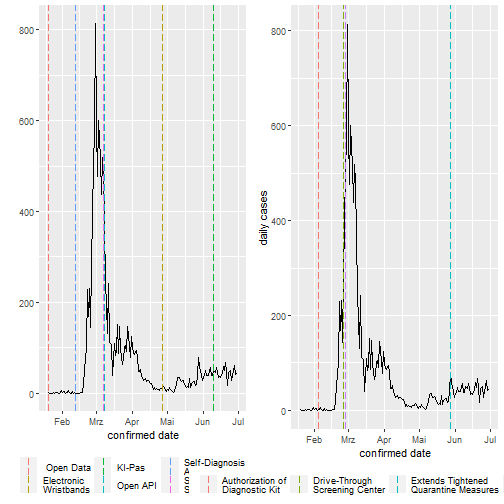 800
600
400
200
0
Feb Mrz Apr Mai Jun Jul
confirmed date
daily cases
800
600
400
200
0
Feb Mrz Apr Mai Jun Jul
confirmed date
Open Data
Electronic
Wristbands
KI-Pas
Open API
Self-Diagnosis
A
S
S
Authorization of
Diagnostic Kit
Drive-Through
Screening Center
Extends Tightened
Quarantine Measures